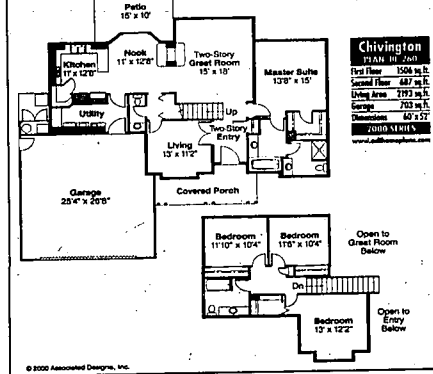 Patio
15' x 10'
Nook
11' x 12'8"
Kitchen
11' x 12'6"
Two-Story
Great Room
15' x 18'
Master Suite
13'8" x 15'
Utility
Up
Two-Story
Entry
Living
13' x 11'2"
Garage
25'4" x 26'8"
Covered Porch
Chivington
PLAN 10-260
First Floor 1506 sq.ft.
Second Floor 687 sq.ft.
Living Area 2193 sq.ft.
Garage 703 sq.ft.
Dimensions 60' x 52'
2000 SERIES
Bedroom
11'10" x 10'4"
Bedroom
11'6" x 10'4"
Open to
Great Room
Below
Dn
Bedroom
13' x 12'2"
Open to
Entry
Below
© 2000 Associated Designs, Inc.